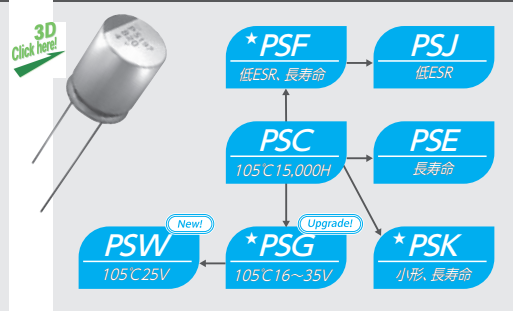 3D
Click here!
★PSF
低ESR、長寿命
PSJ
低ESR
PSC
105℃15,000H
PSE
長寿命
New!
PSW
105℃25V
Upgrade!
★PSG
105℃16～35V
★PSK
小形、長寿命